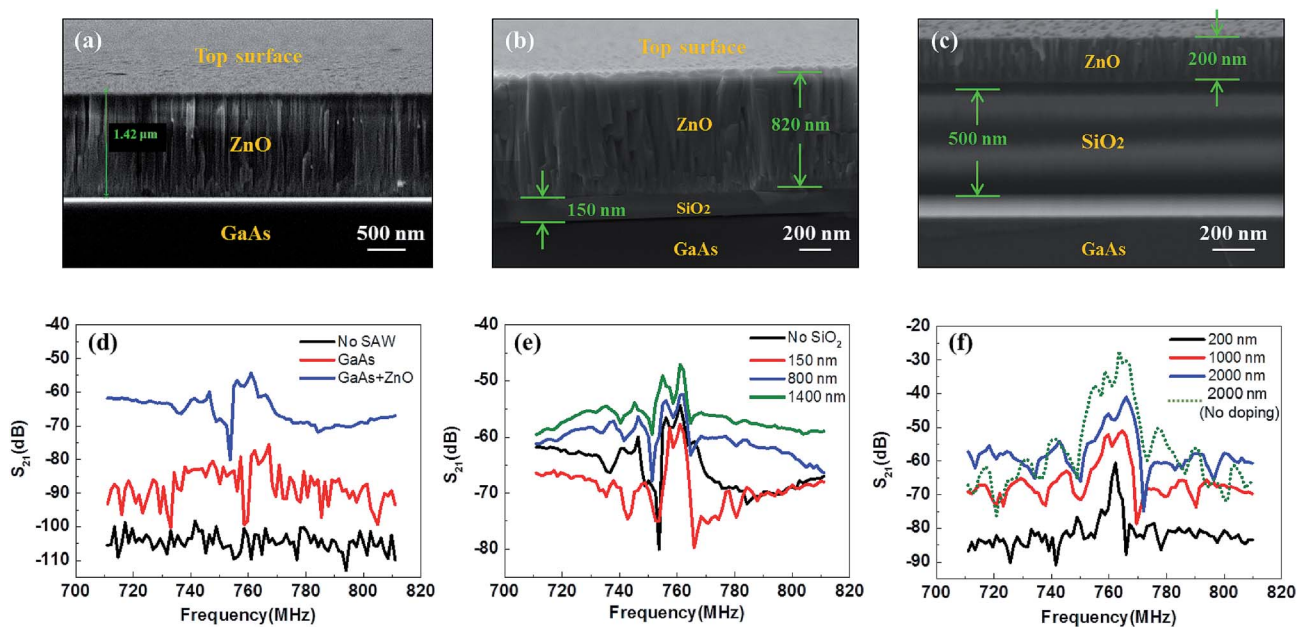 (a)
Top surface
1.42 μm
ZnO
GaAs
500 nm
(b)
Top surface
ZnO
820 nm
150 nm
SiO2
GaAs
200 nm
(c)
ZnO
200 nm
500 nm
SiO2
GaAs
200 nm
(d)
No SAW
GaAs
GaAs+ZnO
-40
-50
-60
-70
-80
-90
-100
-110
S21(dB)
700 720 740 760 780 800 820
Frequency(MHz)
(e)
No SiO2
150 nm
800 nm
1400 nm
-40
-50
-60
-70
-80
S21(dB)
700 720 740 760 780 800 820
Frequency(MHz)
(f)
200 nm
1000 nm
2000 nm
2000 nm
(No doping)
-20
-30
-40
-50
-60
-70
-80
-90
S21(dB)
700 720 740 760 780 800 820
Frequency(MHz)